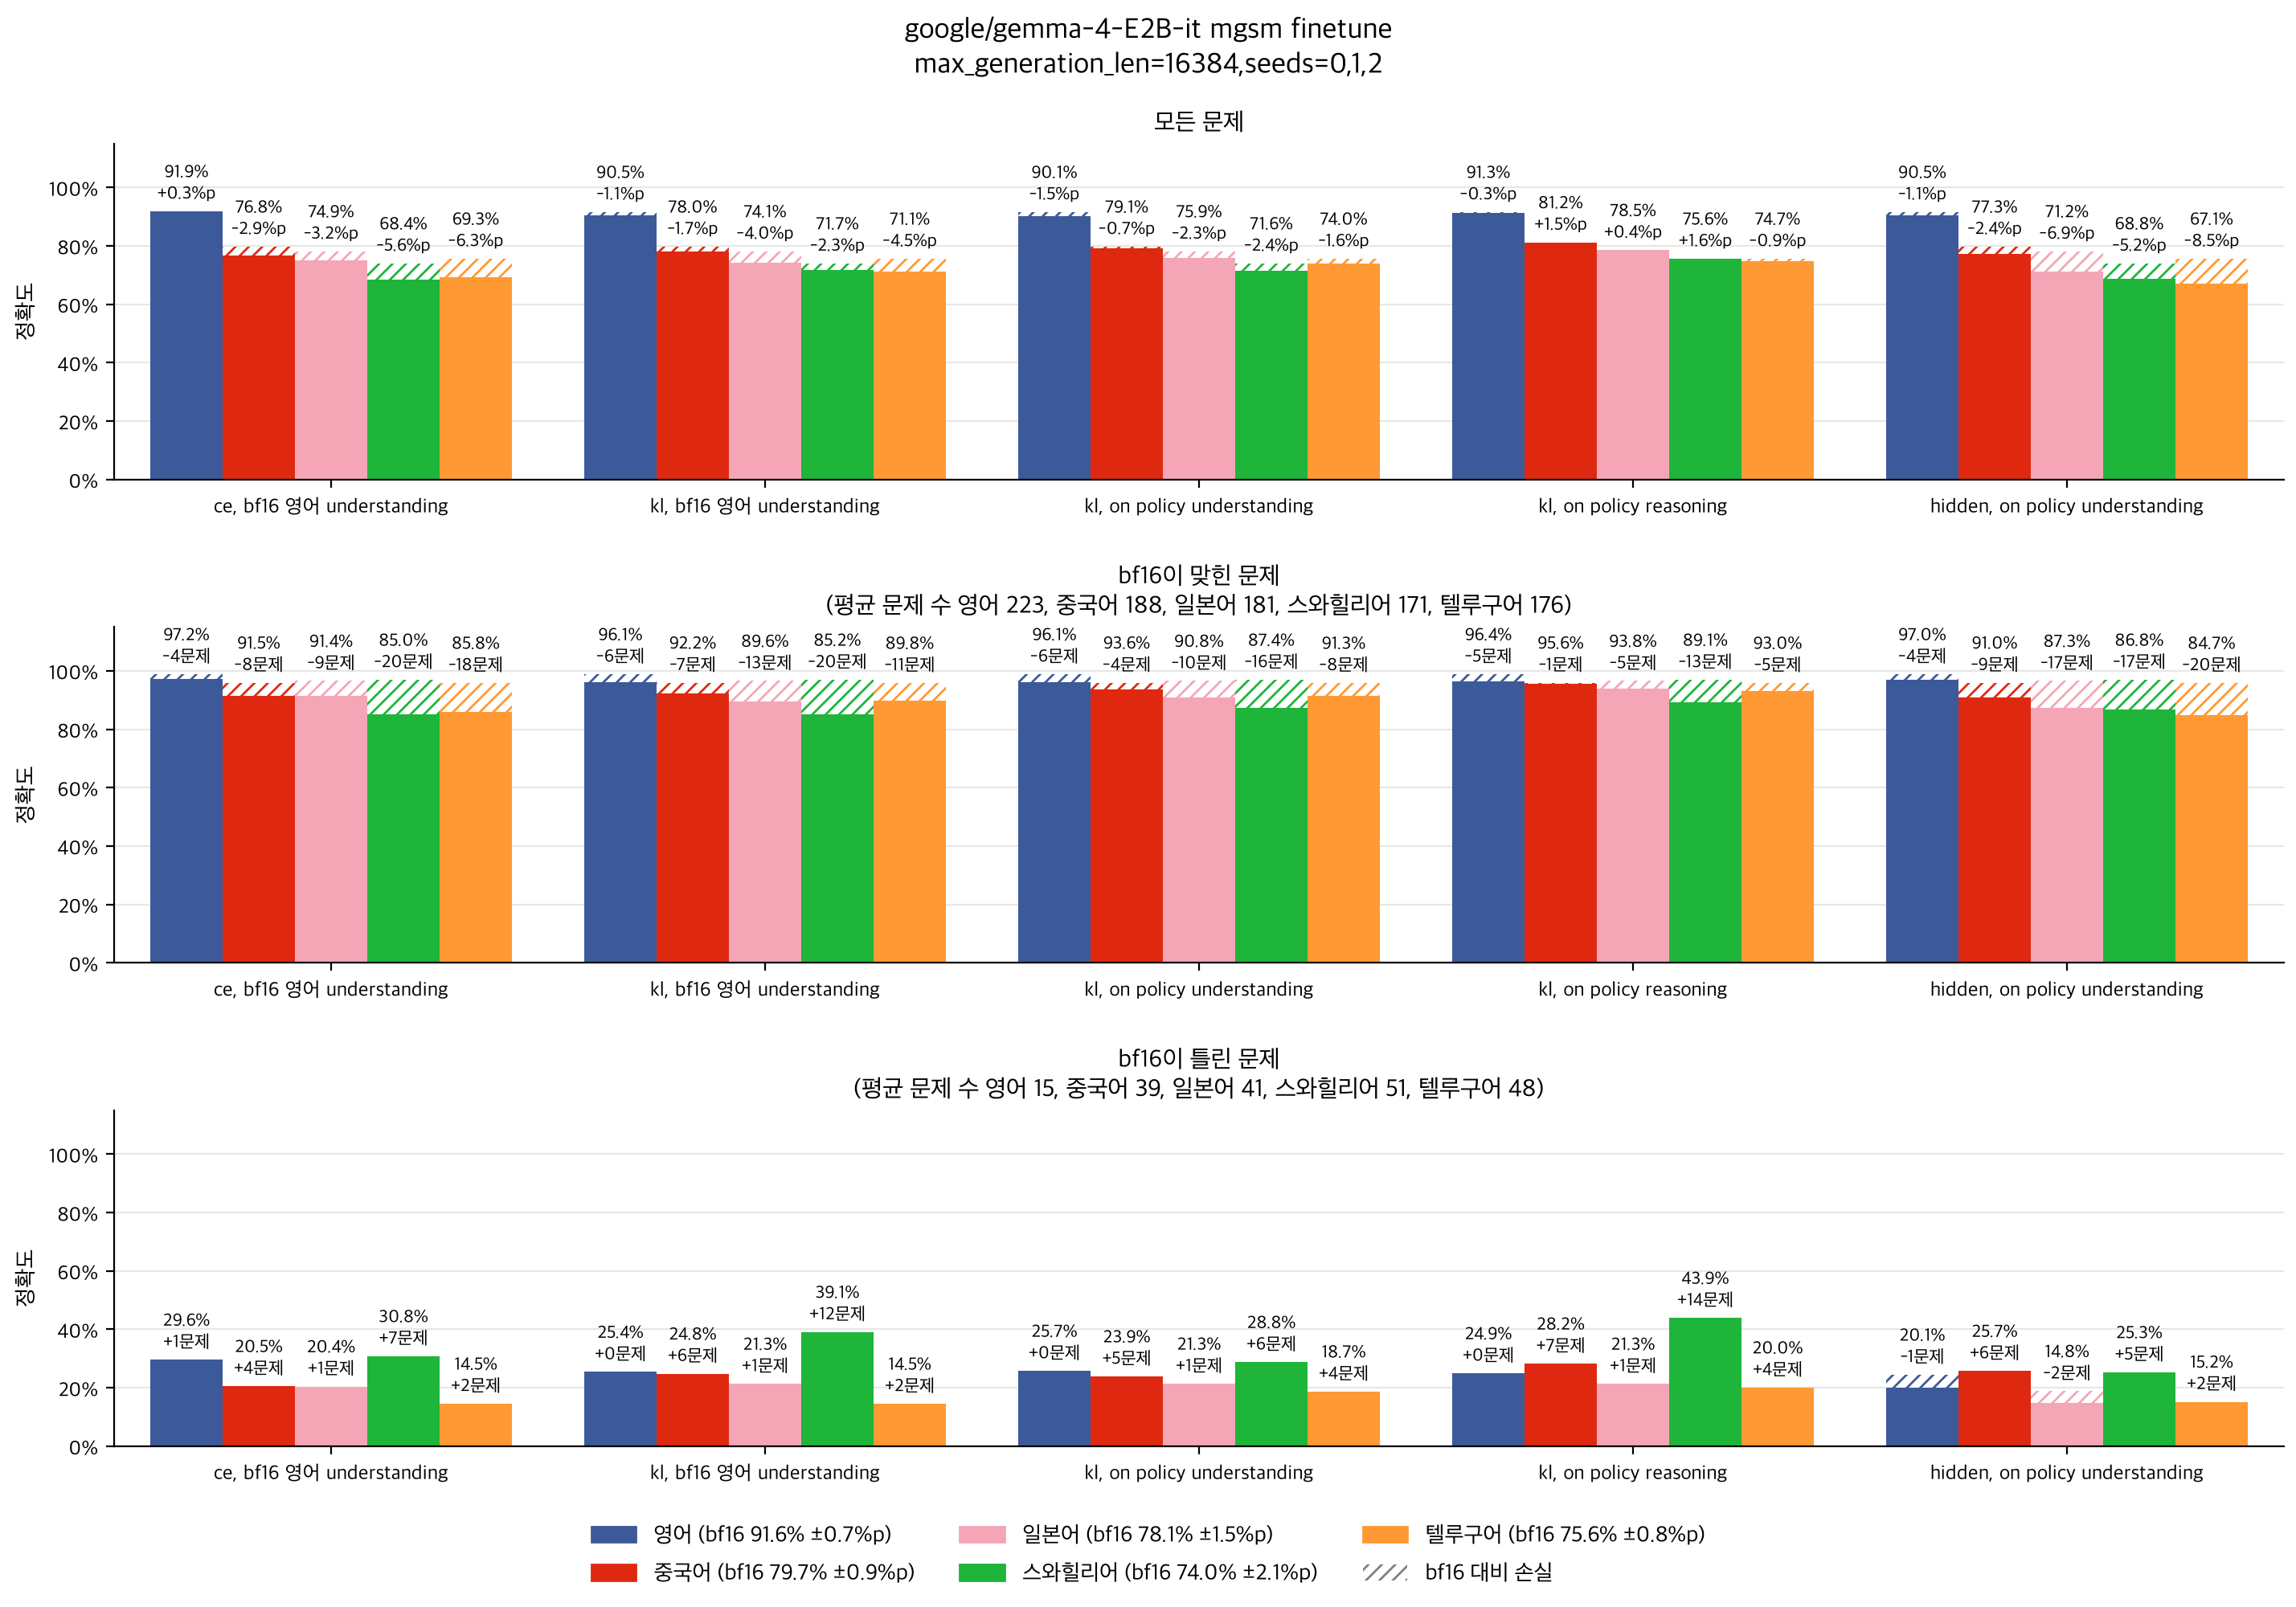 google/gemma-4-E2B-it mgsm finetune
max_generation_len=16384,seeds=0,1,2
모든 문제
정확도
100%
80%
60%
40%
20%
0%
91.9%
+0.3%p
76.8%
-2.9%p
74.9%
-3.2%p
68.4%
-5.6%p
69.3%
-6.3%p
90.5%
-1.1%p
78.0%
-1.7%p
74.1%
-4.0%p
71.7%
-2.3%p
71.1%
-4.5%p
90.1%
-1.5%p
79.1%
-0.7%p
75.9%
-2.3%p
71.6%
-2.4%p
74.0%
-1.6%p
91.3%
-0.3%p
81.2%
+1.5%p
78.5%
+0.4%p
75.6%
+1.6%p
74.7%
-0.9%p
90.5%
-1.1%p
77.3%
-2.4%p
71.2%
-6.9%p
68.8%
-5.2%p
67.1%
-8.5%p
ce, bf16 영어 understanding
kl, bf16 영어 understanding
kl, on policy understanding
kl, on policy reasoning
hidden, on policy understanding
bf16이 맞힌 문제
(평균 문제 수 영어 223, 중국어 188, 일본어 181, 스와힐리어 171, 텔루구어 176)
정확도
100%
80%
60%
40%
20%
0%
97.2%
-4문제
91.5%
-8문제
91.4%
-9문제
85.0%
-20문제
85.8%
-18문제
96.1%
-6문제
92.2%
-7문제
89.6%
-13문제
85.2%
-20문제
89.8%
-11문제
96.1%
-6문제
93.6%
-4문제
90.8%
-10문제
87.4%
-16문제
91.3%
-8문제
96.4%
-5문제
95.6%
-1문제
93.8%
-5문제
89.1%
-13문제
93.0%
-5문제
97.0%
-4문제
91.0%
-9문제
87.3%
-17문제
86.8%
-17문제
84.7%
-20문제
ce, bf16 영어 understanding
kl, bf16 영어 understanding
kl, on policy understanding
kl, on policy reasoning
hidden, on policy understanding
bf16이 틀린 문제
(평균 문제 수 영어 15, 중국어 39, 일본어 41, 스와힐리어 51, 텔루구어 48)
정확도
100%
80%
60%
40%
20%
0%
29.6%
+1문제
20.5%
+4문제
20.4%
+1문제
30.8%
+7문제
14.5%
+2문제
25.4%
+0문제
24.8%
+6문제
21.3%
+1문제
39.1%
+12문제
14.5%
+2문제
25.7%
+0문제
23.9%
+5문제
21.3%
+1문제
28.8%
+6문제
18.7%
+4문제
24.9%
+0문제
28.2%
+7문제
21.3%
+1문제
43.9%
+14문제
20.0%
+4문제
20.1%
-1문제
25.7%
+6문제
14.8%
-2문제
25.3%
+5문제
15.2%
+2문제
ce, bf16 영어 understanding
kl, bf16 영어 understanding
kl, on policy understanding
kl, on policy reasoning
hidden, on policy understanding
영어 (bf16 91.6% ±0.7%p)
일본어 (bf16 78.1% ±1.5%p)
텔루구어 (bf16 75.6% ±0.8%p)
중국어 (bf16 79.7% ±0.9%p)
스와힐리어 (bf16 74.0% ±2.1%p)
bf16 대비 손실